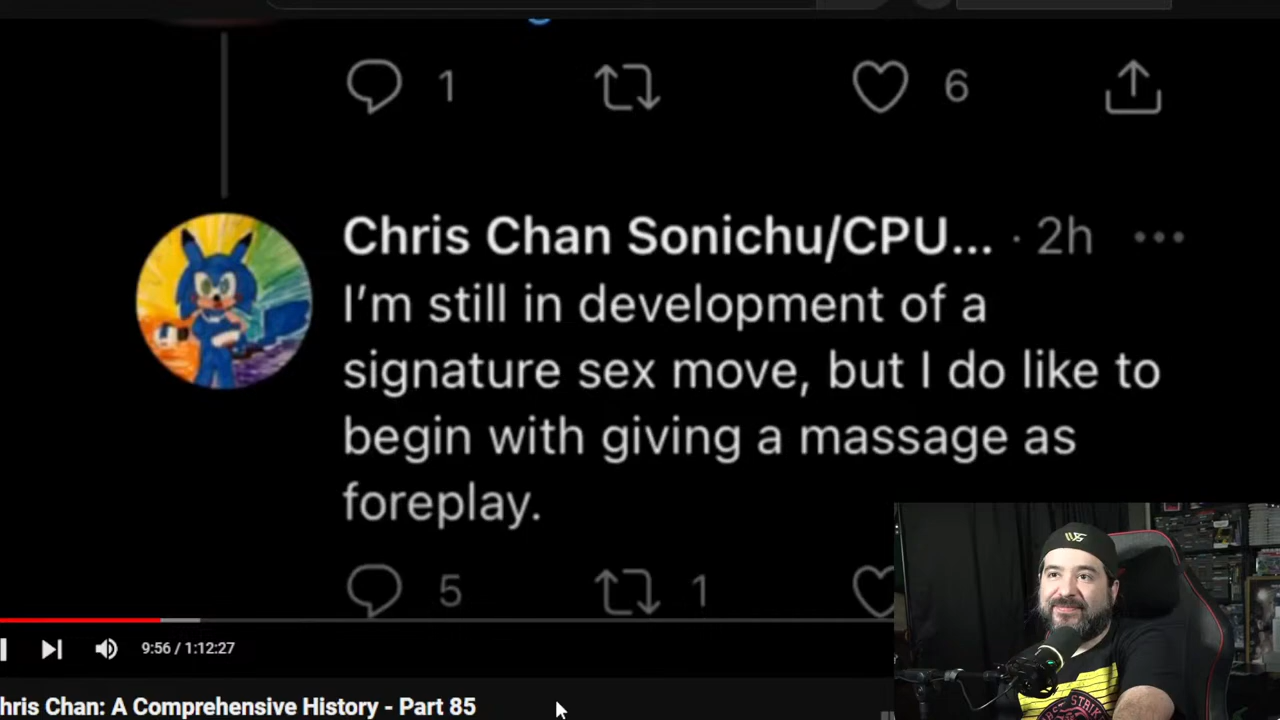 1 6
Chris Chan Sonichu/CPU... · 2h
I'm still in development of a
signature sex move, but I do like to
begin with giving a massage as
foreplay.
5 1
9:56 / 1:12:27
hris Chan: A Comprehensive History - Part 85